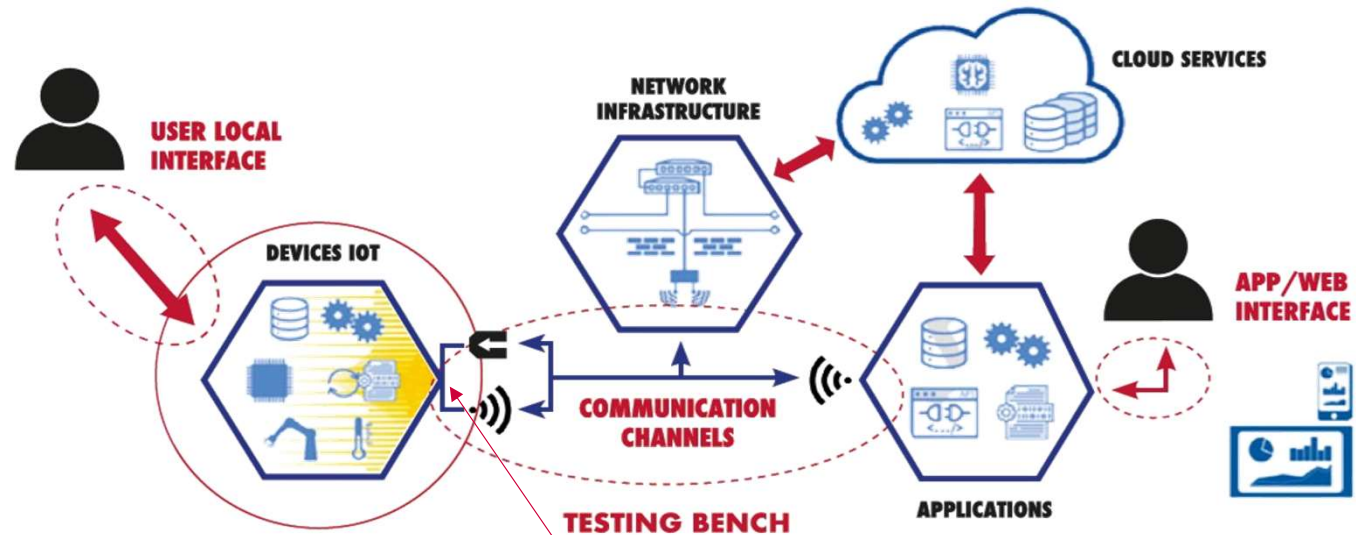 CLOUD SERVICES
NETWORK
INFRASTRUCTURE
USER LOCAL
INTERFACE
DEVICES IOT
APP/WEB
INTERFACE
COMMUNICATION
CHANNELS
APPLICATIONS
TESTING BENCH